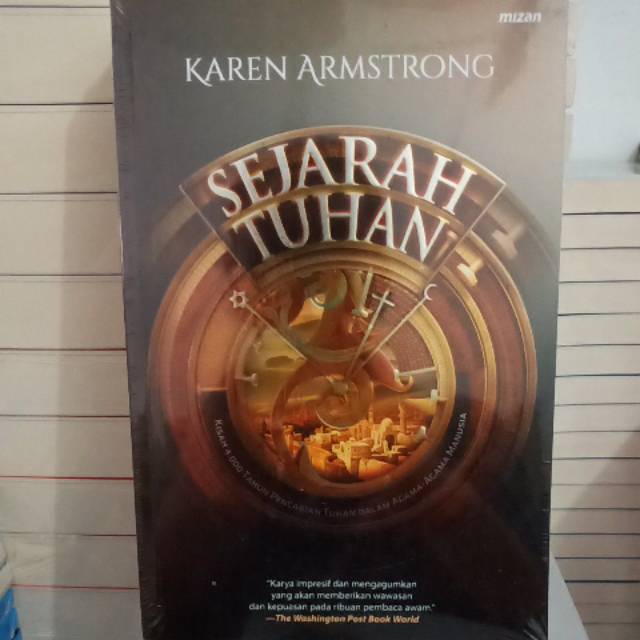 mizan
KAREN ARMSTRONG
SEJARAH
TUHAN
KISAH 4.000 TAHUN PENCARIAN TUHAN DALAM AGAMA-AGAMA MANUSIA
"Karya impresif dan mengagumkan
yang akan memberikan wawasan
dan kepuasan pada ribuan pembaca awam."
—The Washington Post Book World